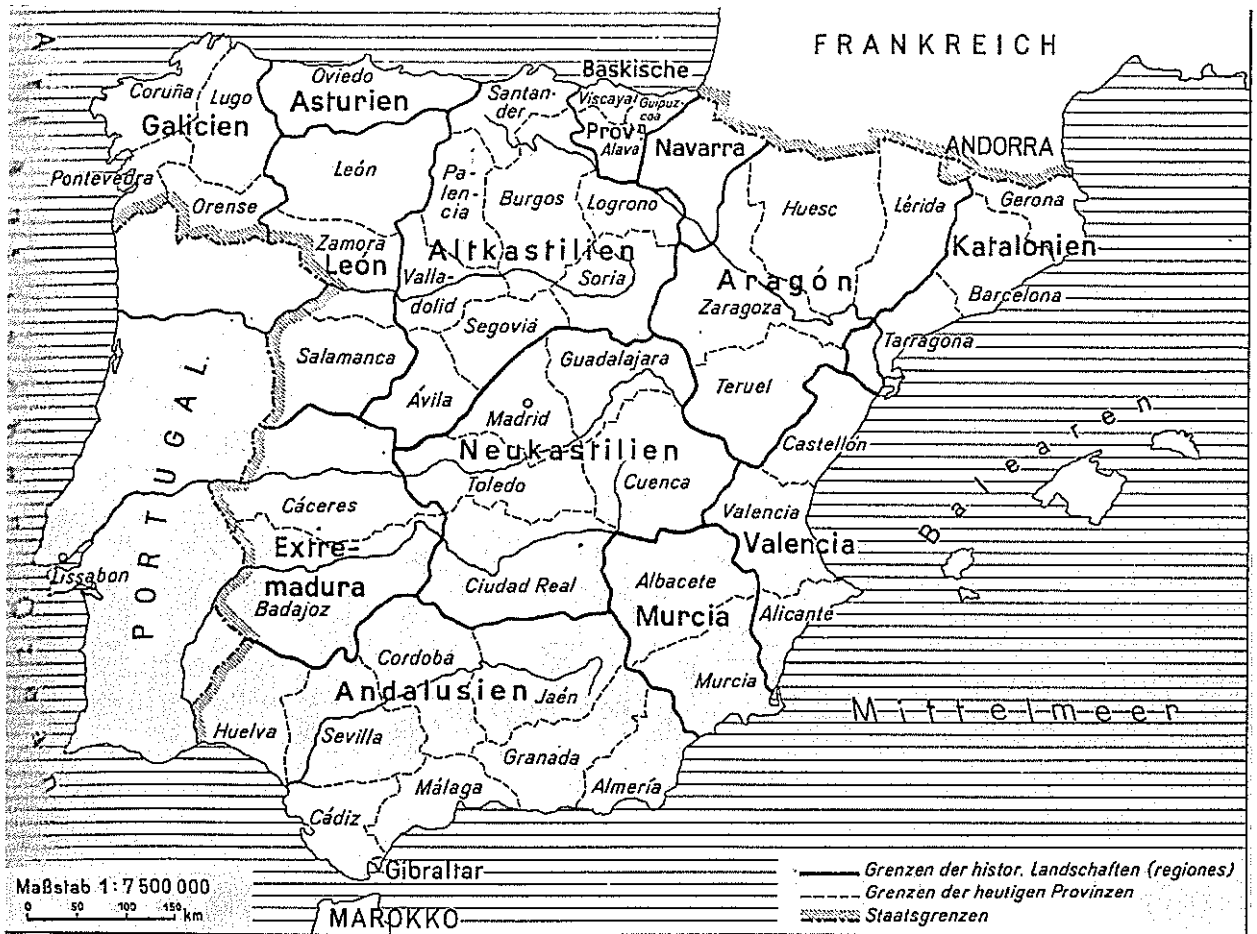 FRANKREICH
Baskische
Oviedo
Asturien
Coruña
Lugo
Galicien
Santan-
der
Viscaya
Guipuz-
coa
Prov.
Alava
Navarra
ANDORRA
Pontevedra
Orense
León
Pa-
len-
cia
Burgos
Logrono
Huesc
Lérida
Gerona
Katalonien
Zamora
León
Altkastilien
Valla-
dolid
Soria
Aragón
Zaragoza
Barcelona
Segovia
Salamanca
Guadalajara
Tarragona
Ávila
Teruel
Madrid
Neukastilien
Castellón
Balearen
PORTUGAL
Cáceres
Toledo
Cuenca
Valencia
Valencia
Extre-
madura
Badajoz
Lissabon
Ciudad Real
Albacete
Murcia
Alicante
Cordoba
Andalusien
Jaén
Murcia
Mittelmeer
Huelva
Sevilla
Granada
Málaga
Almería
Cádiz
Gibraltar
MAROKKO
Maßstab 1:7 500 000
0 50 100 150 km
Grenzen der histor. Landschaften (regiones)
Grenzen der heutigen Provinzen
Staatsgrenzen